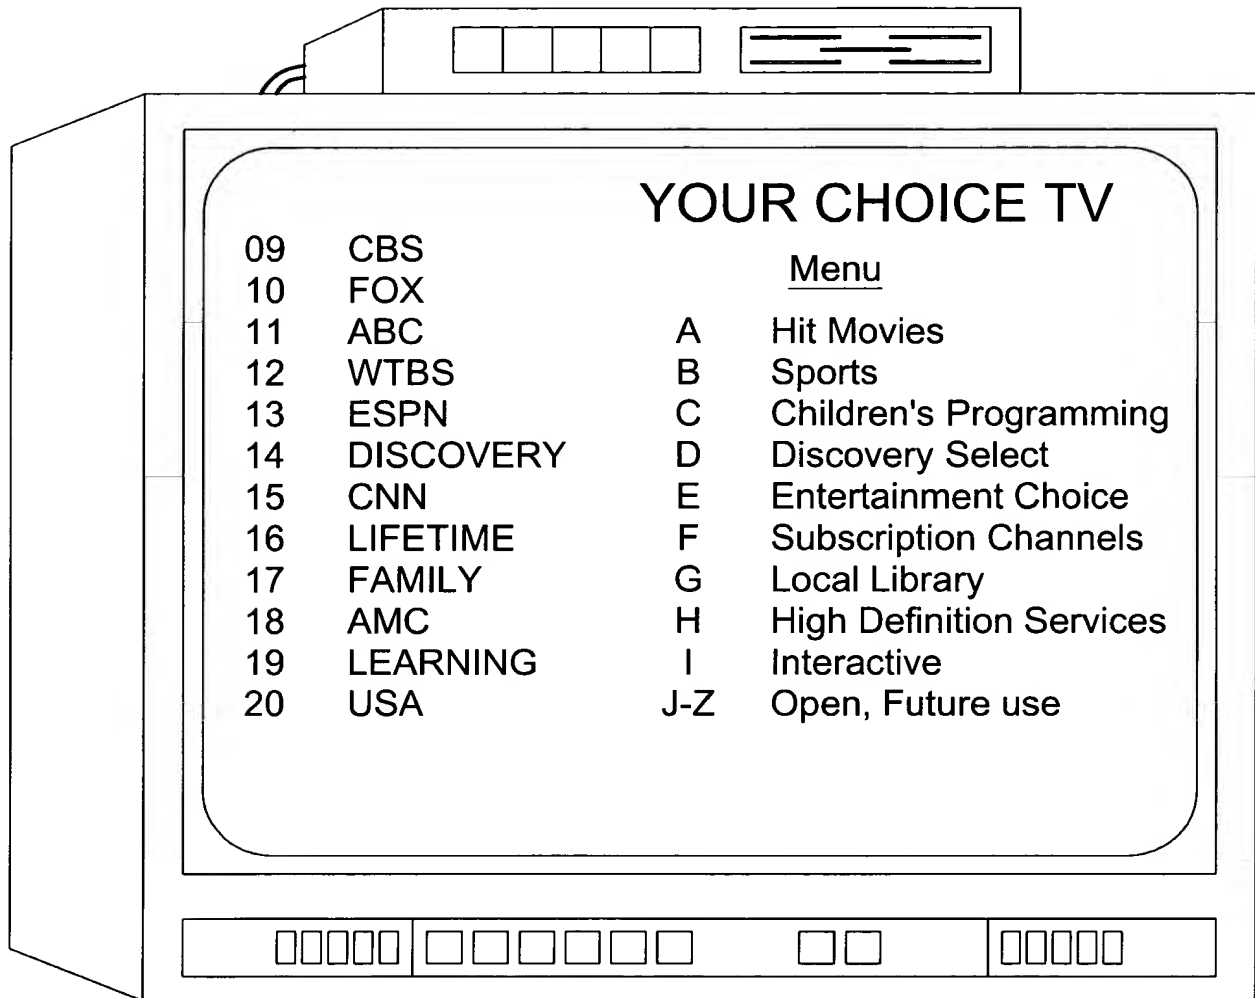 YOUR CHOICE TV
09 CBS
10 FOX
11 ABC
12 WTBS
13 ESPN
14 DISCOVERY
15 CNN
16 LIFETIME
17 FAMILY
18 AMC
19 LEARNING
20 USA
Menu
A Hit Movies
B Sports
C Children's Programming
D Discovery Select
E Entertainment Choice
F Subscription Channels
G Local Library
H High Definition Services
I Interactive
J-Z Open, Future use